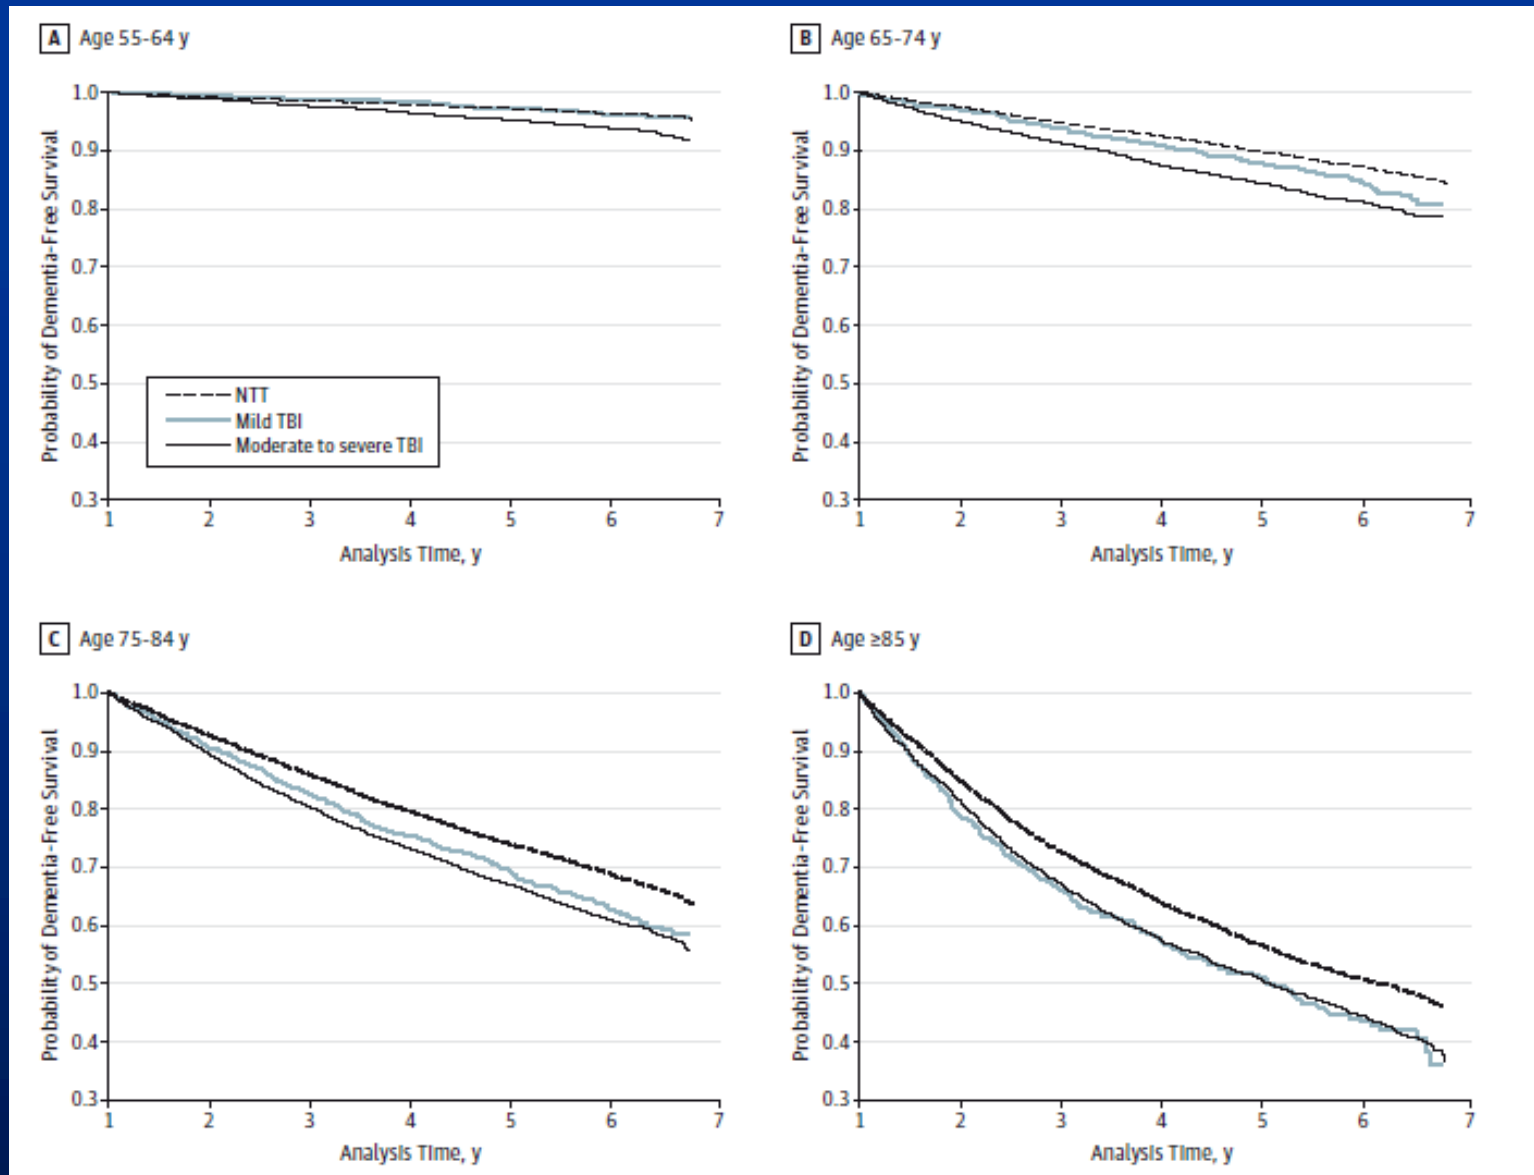 A Age 55-64 y
Probability of Dementia-Free Survival
1.0
0.9
0.8
0.7
0.6
0.5
0.4
0.3
NTT
Mild TBI
Moderate to severe TBI
1 2 3 4 5 6 7
Analysis Time, y
B Age 65-74 y
Probability of Dementia-Free Survival
1.0
0.9
0.8
0.7
0.6
0.5
0.4
0.3
1 2 3 4 5 6 7
Analysis Time, y
C Age 75-84 y
Probability of Dementia-Free Survival
1.0
0.9
0.8
0.7
0.6
0.5
0.4
0.3
1 2 3 4 5 6 7
Analysis Time, y
D Age ≥85 y
Probability of Dementia-Free Survival
1.0
0.9
0.8
0.7
0.6
0.5
0.4
0.3
1 2 3 4 5 6 7
Analysis Time, y